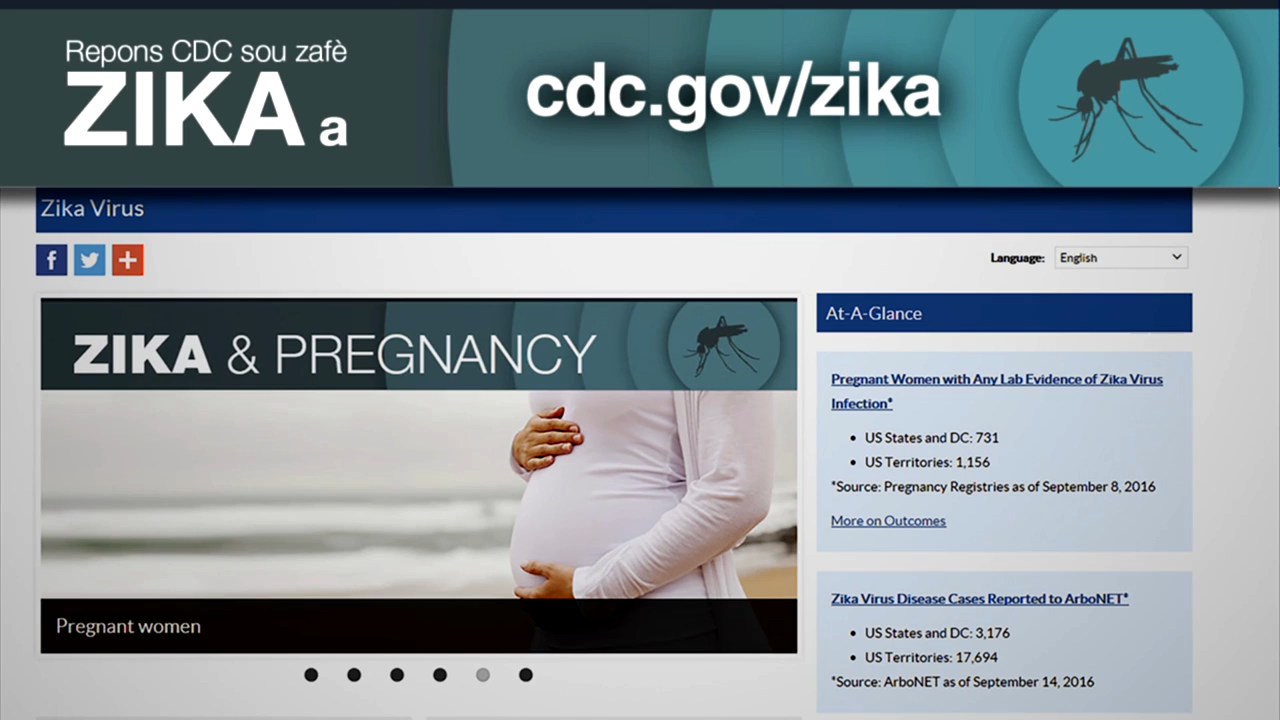 Repons CDC sou zafè
ZIKA a
cdc.gov/zika
Zika Virus
Language: English
ZIKA & PREGNANCY
Pregnant women
At-A-Glance
Pregnant Women with Any Lab Evidence of Zika Virus
Infection*
• US States and DC: 731
• US Territories: 1,156
*Source: Pregnancy Registries as of September 8, 2016
More on Outcomes
Zika Virus Disease Cases Reported to ArboNET*
• US States and DC: 3,176
• US Territories: 17,694
*Source: ArboNET as of September 14, 2016